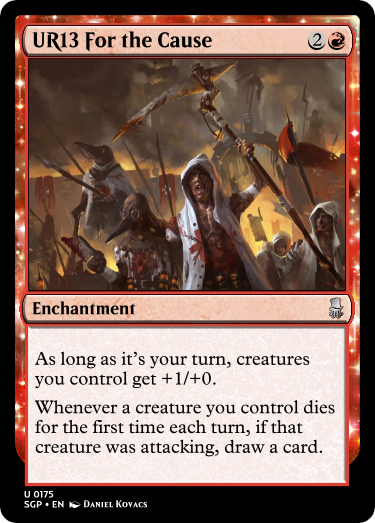 UR13 For the Cause 2
Enchantment
As long as it's your turn, creatures
you control get +1/+0.
Whenever a creature you control dies
for the first time each turn, if that
creature was attacking, draw a card.
U 0175
SGP • EN Daniel Kovacs